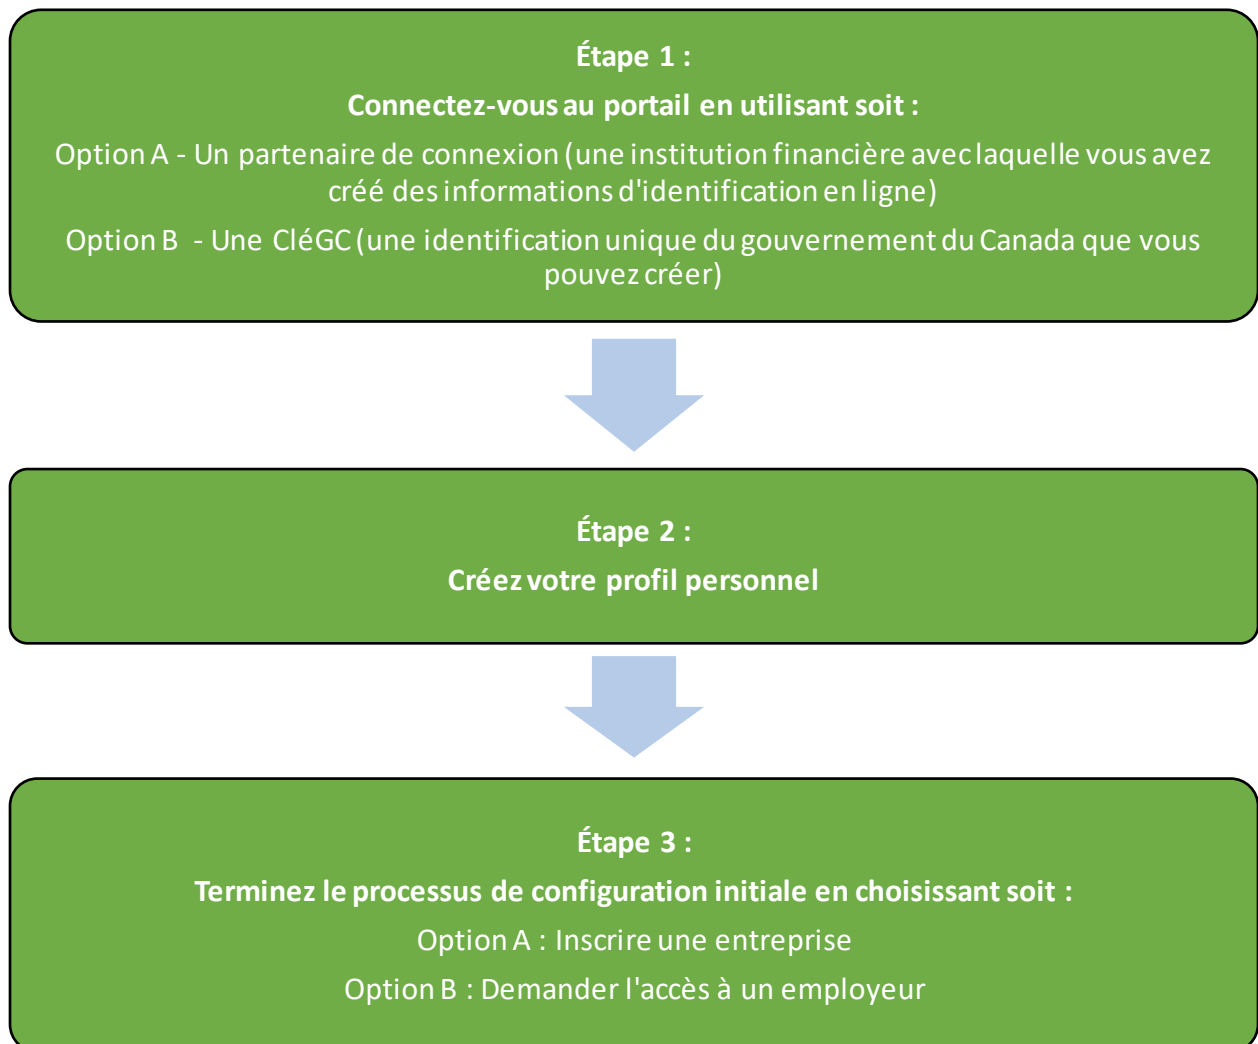 Étape 1 :
Connectez-vous au portail en utilisant soit :
Option A - Un partenaire de connexion (une institution financière avec laquelle vous avez
créé des informations d'identification en ligne)
Option B - Une CléGC (une identification unique du gouvernement du Canada que vous
pouvez créer)
Étape 2 :
Créez votre profil personnel
Étape 3 :
Terminez le processus de configuration initiale en choisissant soit :
Option A : Inscrire une entreprise
Option B : Demander l'accès à un employeur